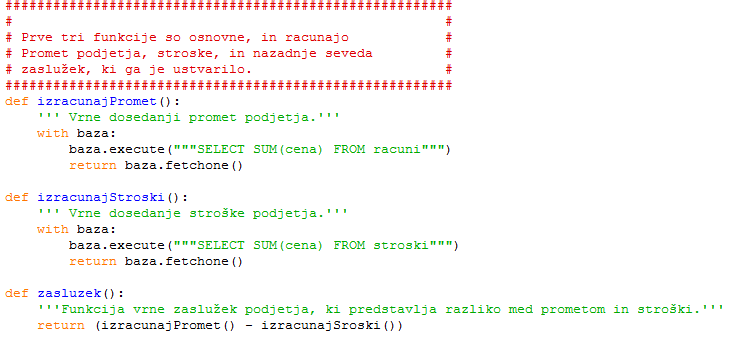 ########################################################
#                                                      #
# Prve tri funkcije so osnovne, in racunajo            #
# Promet podjetja, stroske, in nazadnje seveda         #
# zaslužek, ki ga je ustvarilo.                        #
########################################################
def izracunajPromet():
    ''' Vrne dosedanji promet podjetja.'''
    with baza:
        baza.execute("""SELECT SUM(cena) FROM racuni""")
        return baza.fetchone()

def izracunajStroski():
    ''' Vrne dosedanje stroške podjetja.'''
    with baza:
        baza.execute("""SELECT SUM(cena) FROM stroski""")
        return baza.fetchone()

def zasluzek():
    '''Funkcija vrne zaslužek podjetja, ki predstavlja razliko med prometom in stroški.'''
    return (izracunajPromet() - izracunajSroski())